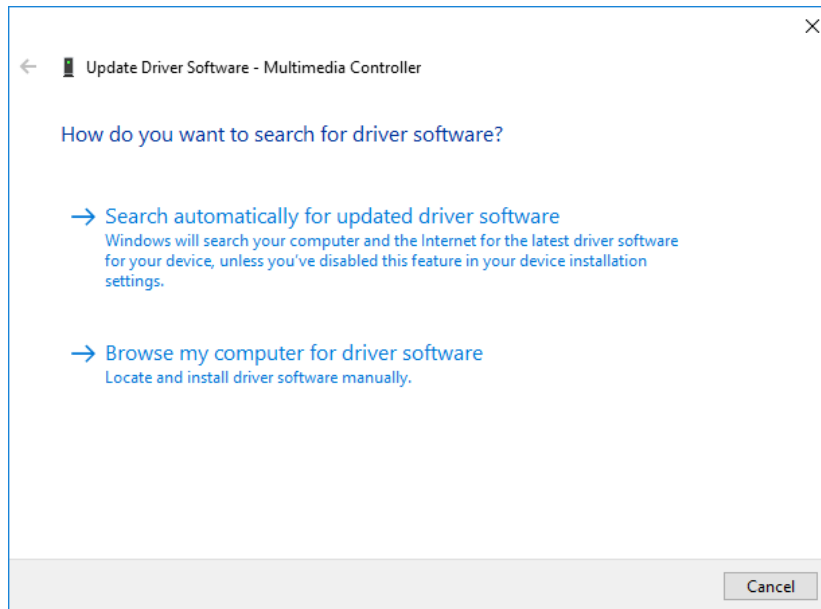 Update Driver Software - Multimedia Controller
How do you want to search for driver software?
Search automatically for updated driver software
Windows will search your computer and the Internet for the latest driver software
for your device, unless you've disabled this feature in your device installation
settings.
Browse my computer for driver software
Locate and install driver software manually.
Cancel